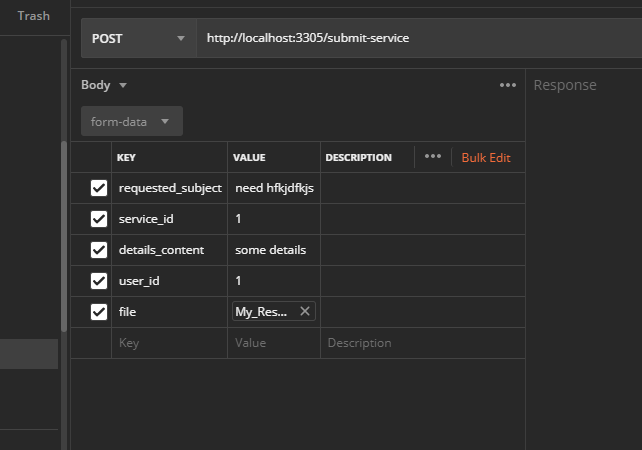 Trash
POST http://localhost:3305/submit-service
Body ••• Response
form-data
KEY VALUE DESCRIPTION ••• Bulk Edit
requested_subject need hfkjdfkjs
service_id 1
details_content some details
user_id 1
file My_Res...
Key Value Description